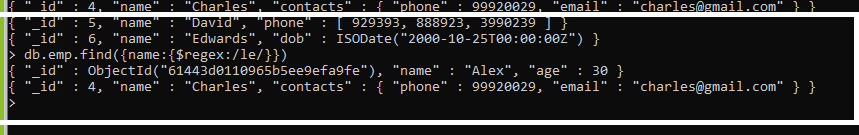 { "_id" : 4, "name" : "Charles", "contacts" : { "phone" : 99920029, "email" : "charles@gmail.com" } }
{ "_id" : 5, "name" : "David", "phone" : [ 929393, 888923, 3990239 ] }
{ "_id" : 6, "name" : "Edwards", "dob" : ISODate("2000-10-25T00:00:00Z") }
> db.emp.find({name:{$regex:/le/}})
{ "_id" : ObjectId("61443d0110965b5ee9efa9fe"), "name" : "Alex", "age" : 30 }
{ "_id" : 4, "name" : "Charles", "contacts" : { "phone" : 99920029, "email" : "charles@gmail.com" } }
>